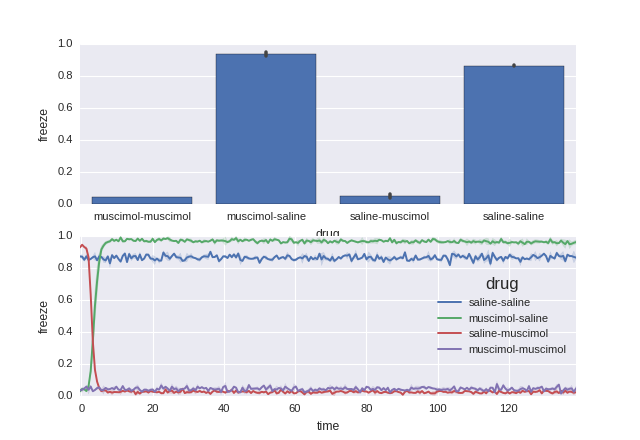 1.0
0.8
0.6
0.4
0.2
0.0
freeze
muscimol-muscimol muscimol-saline saline-muscimol saline-saline
drug
1.0
0.8
0.6
0.4
0.2
0.0
freeze
drug
saline-saline
muscimol-saline
saline-muscimol
muscimol-muscimol
0 20 40 60 80 100 120
time